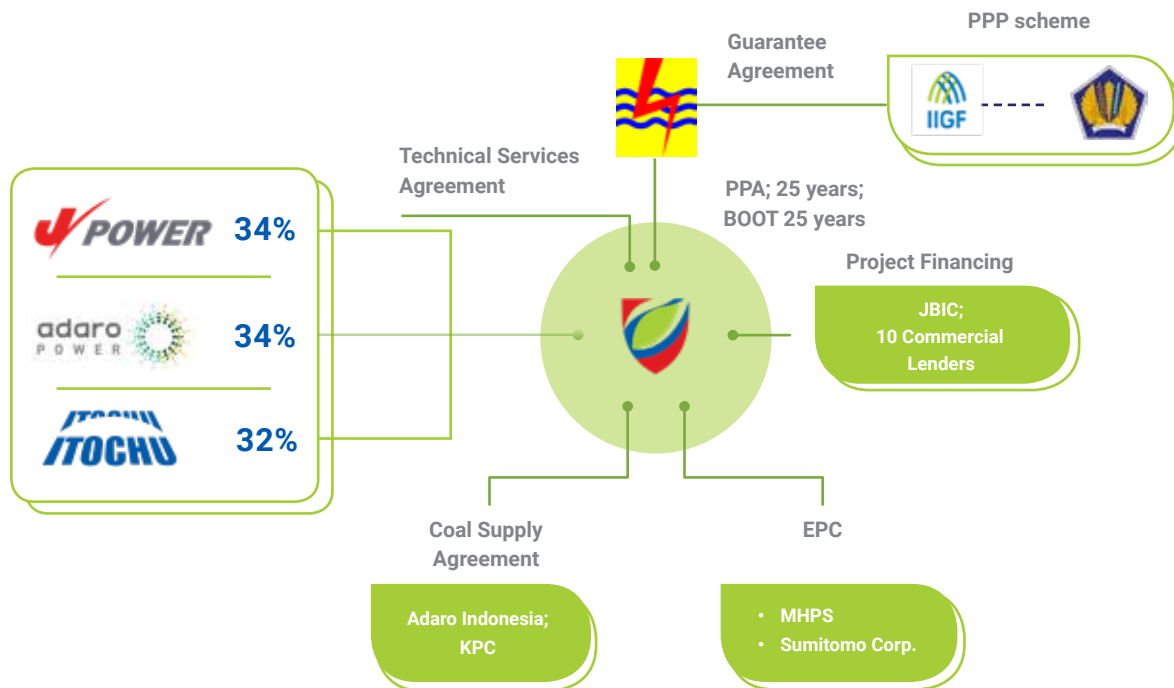 PPP scheme
Guarantee
Agreement
IIGF
Technical Services
Agreement
PPA; 25 years;
BOOT 25 years
J POWER 34%
adaro
POWER
34%
ITOCHU
ITOCHU
32%
Project Financing
JBIC;
10 Commercial
Lenders
Coal Supply
Agreement
Adaro Indonesia;
KPC
EPC
• MHPS
• Sumitomo Corp.